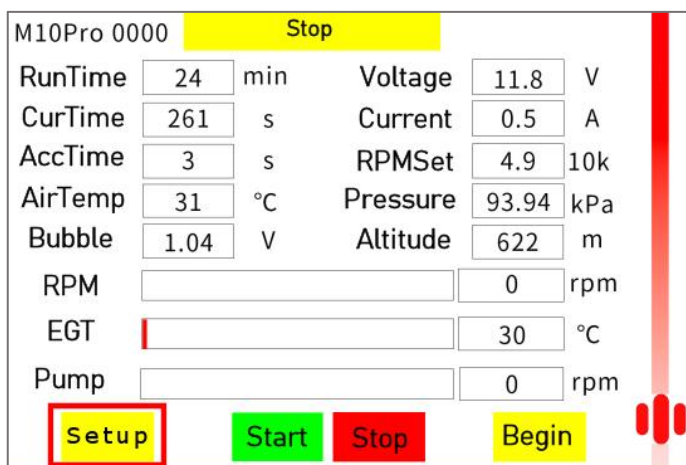 M10Pro 0000 Stop
RunTime 24 min Voltage 11.8 V
CurTime 261 s Current 0.5 A
AccTime 3 s RPMSet 4.9 10k
AirTemp 31 °C Pressure 93.94 kPa
Bubble 1.04 V Altitude 622 m
RPM 0 rpm
EGT 30 °C
Pump 0 rpm
Setup Start Stop Begin